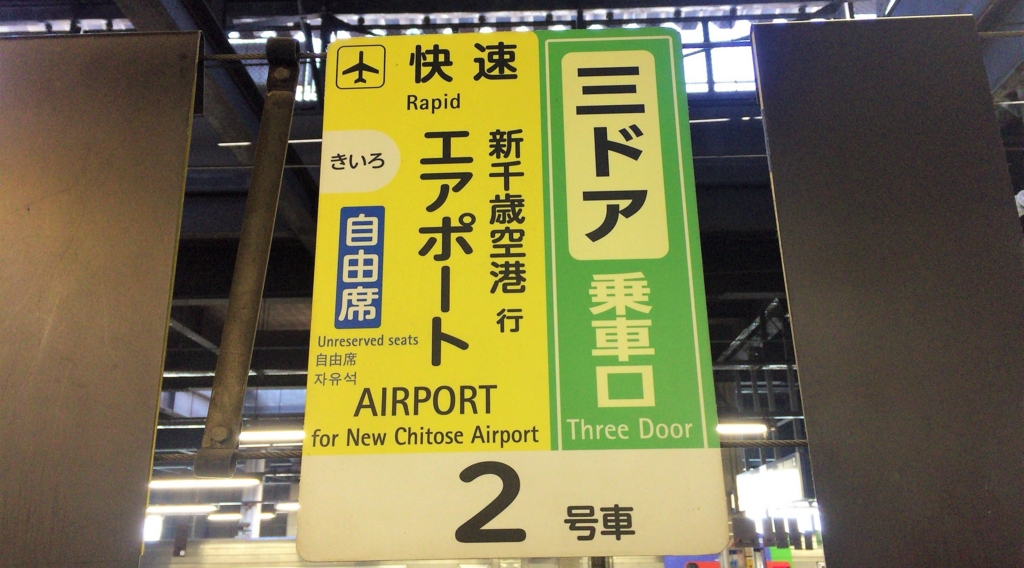 快速
Rapid
きいろ
新千歳空港行
エアポート
自由席
Unreserved seats
自由席
자유석
AIRPORT
for New Chitose Airport
三ドア
乗車口
Three Door
2号車